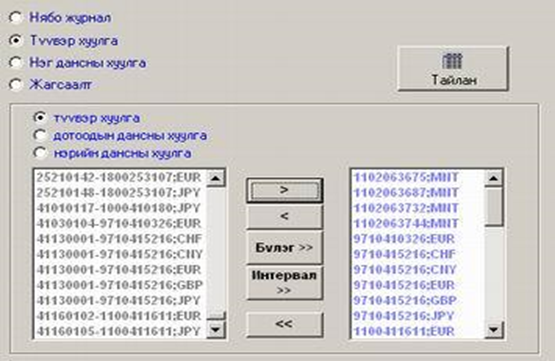 Нябо журнал
Түүвэр хуулга
Нэг дансны хуулга
Жагсаалт
Тайлан
түүвэр хуулга
дотоодын дансны хуулга
нэрийн дансны хуулга
25210142-1800253107;EUR
25210148-1800253107;JPY
41010117-1000410180;JPY
41030104-9710410326;EUR
41130001-9710415216;CHF
41130001-9710415216;CNY
41130001-9710415216;EUR
41130001-9710415216;GBP
41130001-9710415216;JPY
41160102-1100411611;EUR
41160105-1100411611;JPY
>
<
Бүлэг >>
Интервал
>>
<<
1102063675;MNT
1102063687;MNT
1102063732;MNT
1102063744;MNT
9710410326;EUR
9710415216;CHF
9710415216;CNY
9710415216;EUR
9710415216;GBP
9710415216;JPY
1100411611;EUR